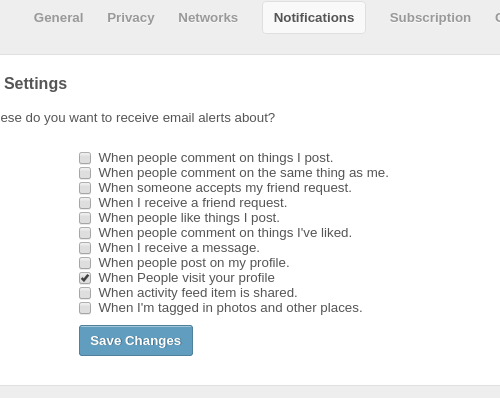 General Privacy Networks Notifications Subscription
Settings
ese do you want to receive email alerts about?
When people comment on things I post.
When people comment on the same thing as me.
When someone accepts my friend request.
When I receive a friend request.
When people like things I post.
When people comment on things I've liked.
When I receive a message.
When people post on my profile.
When People visit your profile
When activity feed item is shared.
When I'm tagged in photos and other places.
Save Changes